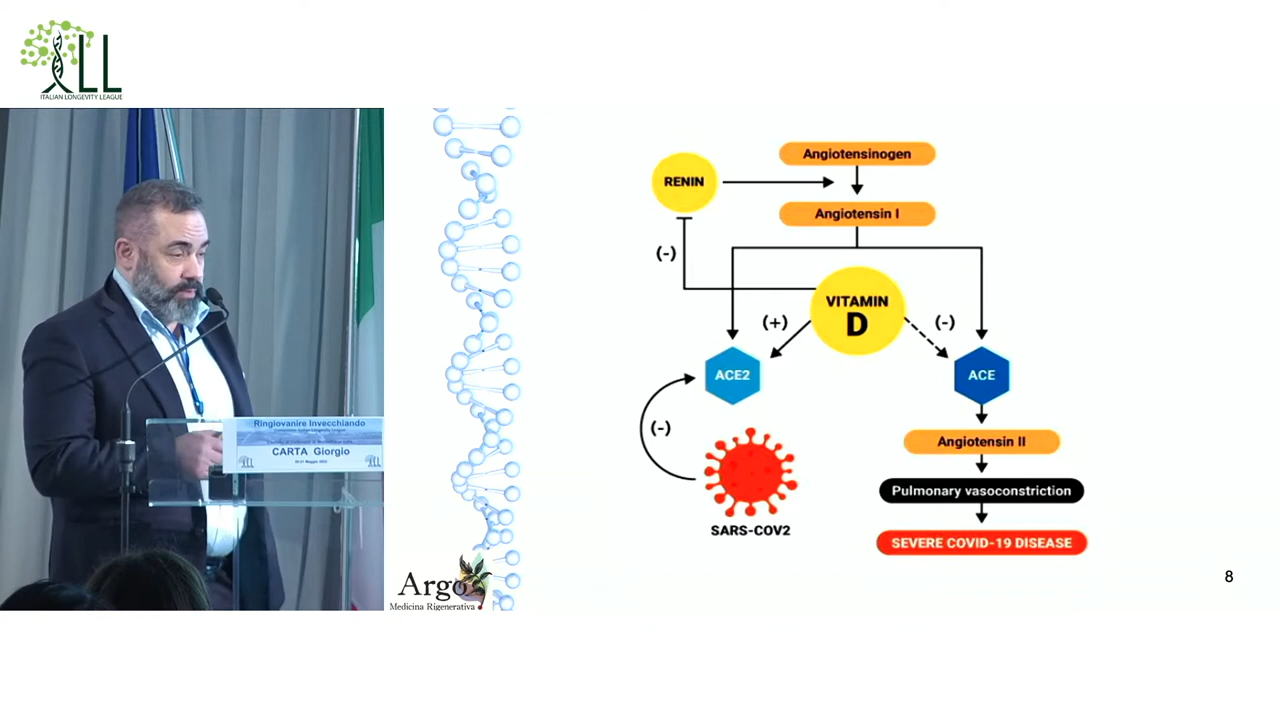 LL
ITALIAN LONGEVITY LEAGUE
Ringiovanire Invecchiando
CARTA Giorgio
Argo
Medicina Rigenerativa
Angiotensinogen
RENIN
Angiotensin I
(-)
VITAMIN
D
(+)
(-)
ACE2
ACE
(-)
Angiotensin II
Pulmonary vasoconstriction
SARS-COV2
SEVERE COVID-19 DISEASE
8